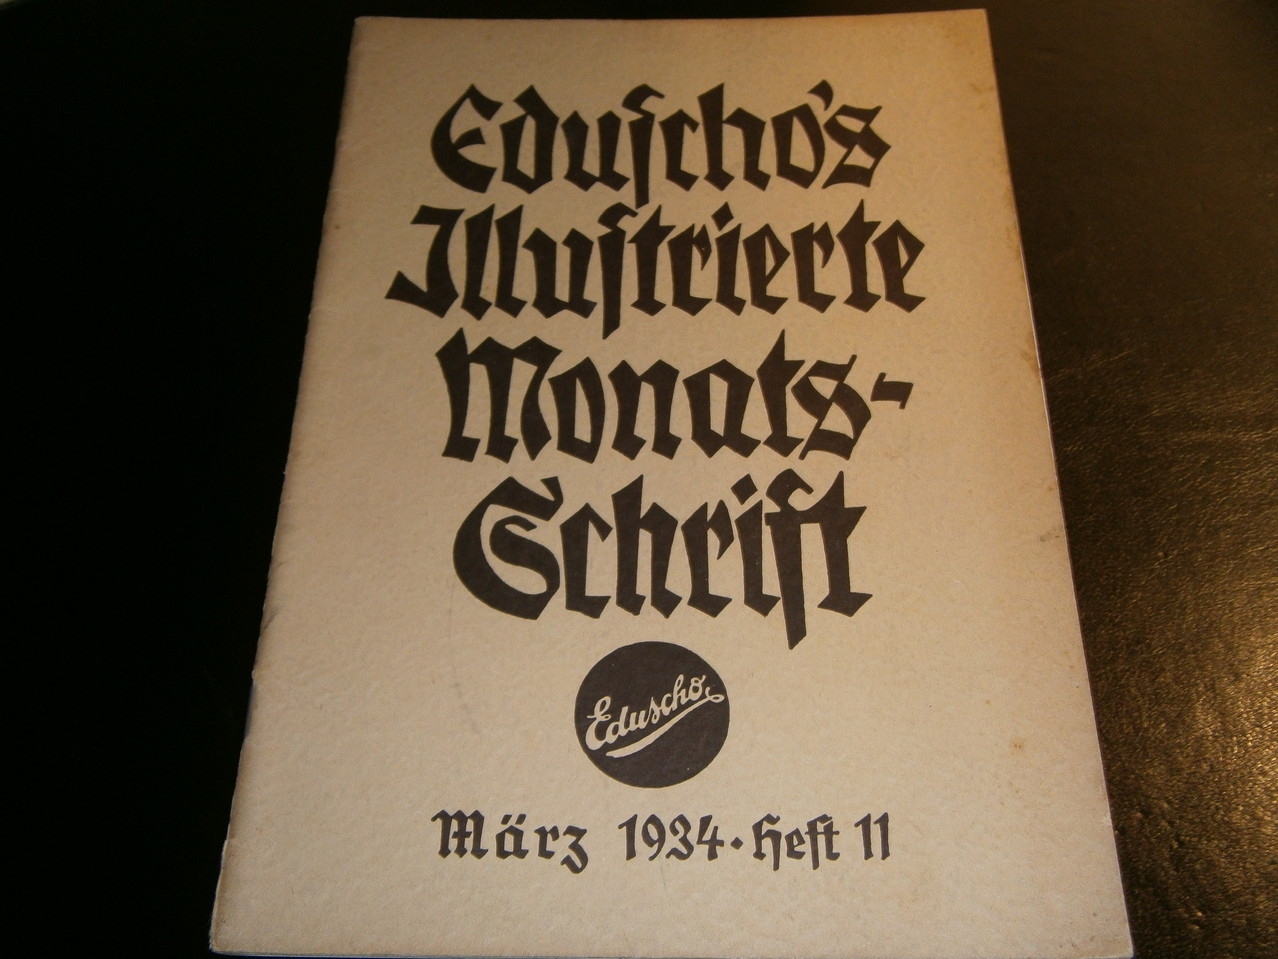 Eduſcho's
Illuſtrierte
Monats-
Schrift
Eduscho
März 1934 · Heft 11